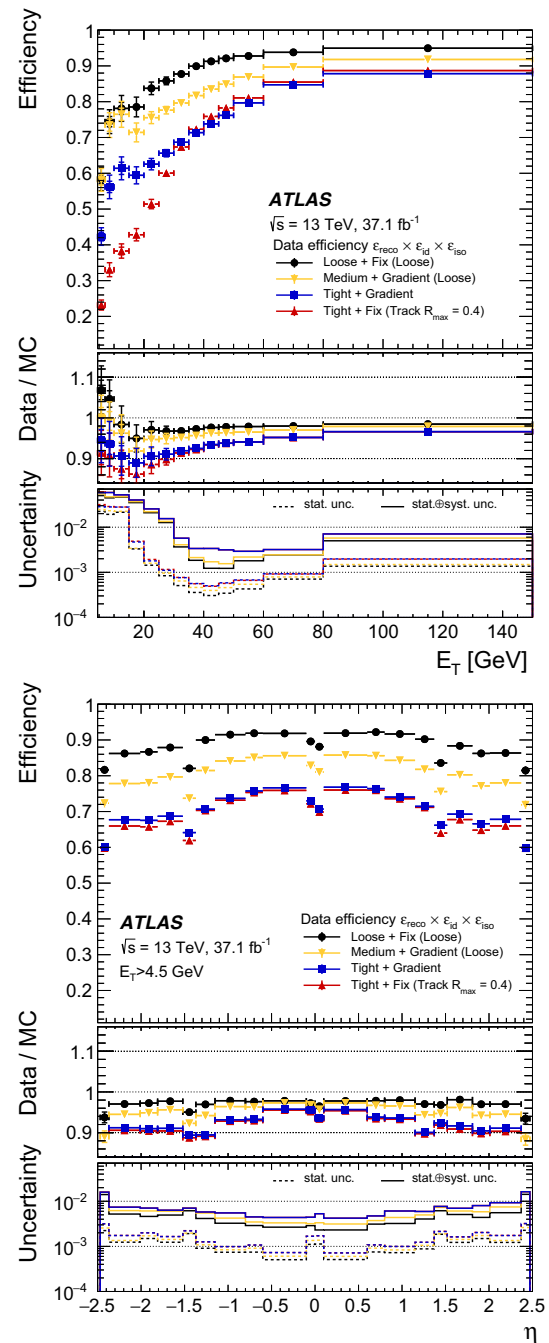 Efficiency
1
0.9
0.8
0.7
0.6
0.5
0.4
0.3
0.2
ATLAS
√s = 13 TeV, 37.1 fb⁻¹
Data efficiency ε_reco × ε_id × ε_iso
Loose + Fix (Loose)
Medium + Gradient (Loose)
Tight + Gradient
Tight + Fix (Track R_max = 0.4)
Data / MC
1.1
1
0.9
Uncertainty
stat. unc.
stat.⊕syst. unc.
10⁻²
10⁻³
10⁻⁴
20 40 60 80 100 120 140
E_T [GeV]
Efficiency
1
0.9
0.8
0.7
0.6
0.5
0.4
0.3
0.2
ATLAS
√s = 13 TeV, 37.1 fb⁻¹
E_T>4.5 GeV
Data efficiency ε_reco × ε_id × ε_iso
Loose + Fix (Loose)
Medium + Gradient (Loose)
Tight + Gradient
Tight + Fix (Track R_max = 0.4)
Data / MC
1.1
1
0.9
Uncertainty
stat. unc.
stat.⊕syst. unc.
10⁻²
10⁻³
10⁻⁴
−2.5 −2 −1.5 −1 −0.5 0 0.5 1 1.5 2 2.5
η